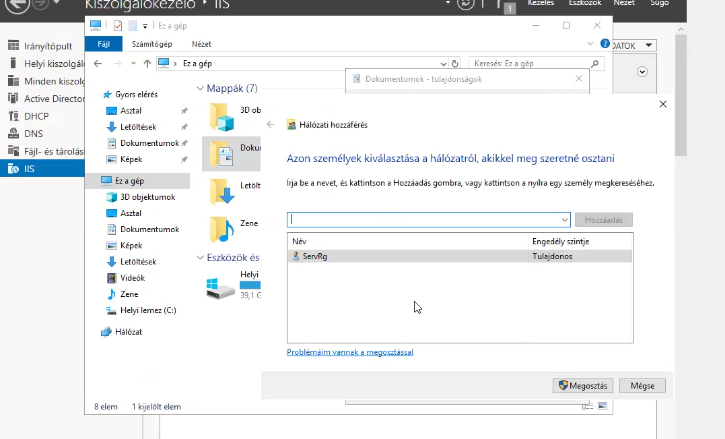 Kiszolgálókezelő • IIS
1
Kezelés Eszközök Nézet Súgó
Irányítópult
Helyi kiszolgá
Minden kiszolg
Active Director
DHCP
DNS
Fájl- és tárolási
IIS
Ez a gép
Fájl Számítógép Nézet
Ez a gép
Keresés: Ez a gép
DATOK
Gyors elérés
Asztal
Letöltések
Dokumentumok
Képek
Ez a gép
3D objektumok
Asztal
Dokumentumok
Képek
Letöltések
Videók
Zene
Helyi lemez (C:)
Hálózat
Mappák (7)
3D ob
Doku
Letölt
Zene
Eszközök és
Helyi
39,1 G
8 elem 1 kijelölt elem
Dokumentumok - tulajdonságok
Hálózati hozzáférés
Azon személyek kiválasztása a hálózatról, akikkel meg szeretné osztani
Írja be a nevet, és kattintson a Hozzáadás gombra, vagy kattintson a nyílra egy személy megkereséséhez.
Hozzáadás
Név Engedély szintje
ServRg Tulajdonos
Problémáim vannak a megosztással
Megosztás Mégse